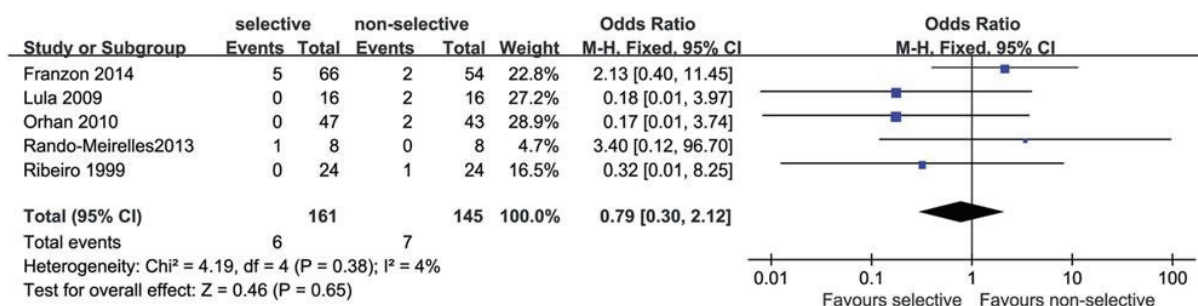 selective non-selective Odds Ratio Odds Ratio
Study or Subgroup Events Total Events Total Weight M-H, Fixed, 95% CI M-H, Fixed, 95% CI
Franzon 2014 5 66 2 54 22.8% 2.13 [0.40, 11.45]
Lula 2009 0 16 2 16 27.2% 0.18 [0.01, 3.97]
Orhan 2010 0 47 2 43 28.9% 0.17 [0.01, 3.74]
Rando-Meirelles2013 1 8 0 8 4.7% 3.40 [0.12, 96.70]
Ribeiro 1999 0 24 1 24 16.5% 0.32 [0.01, 8.25]
Total (95% CI) 161 145 100.0% 0.79 [0.30, 2.12]
Total events 6 7
Heterogeneity: Chi² = 4.19, df = 4 (P = 0.38); I² = 4%
Test for overall effect: Z = 0.46 (P = 0.65)
0.01 0.1 1 10 100
Favours selective Favours non-selective